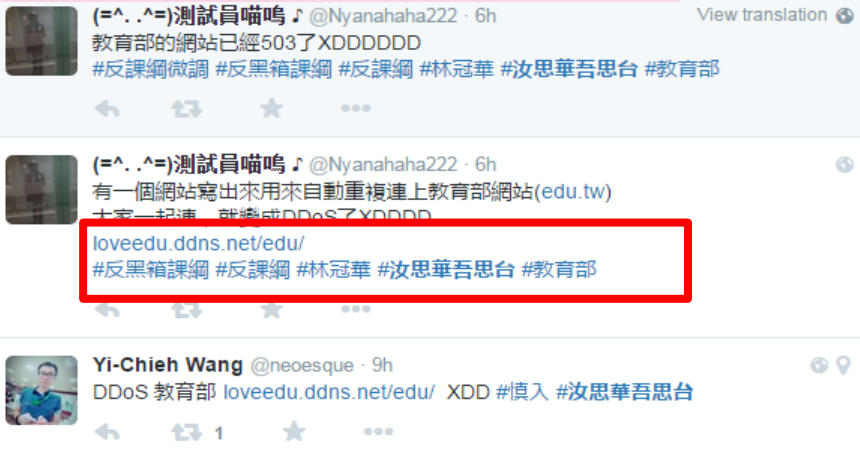 (=^. .^=)測試員喵嗚♪ @Nyanahaha222 · 6h View translation
教育部的網站已經503了XDDDDDD
#反課綱微調 #反黑箱課綱 #反課綱 #林冠華 #汝思華吾思台 #教育部
(=^. .^=)測試員喵嗚♪ @Nyanahaha222 · 6h
有一個網站寫出來用來自動重複連上教育部網站(edu.tw)
大家一起連，就變成DDoS了XDDDD
loveedu.ddns.net/edu/
#反黑箱課綱 #反課綱 #林冠華 #汝思華吾思台 #教育部
Yi-Chieh Wang @neoesque · 9h
DDoS 教育部 loveedu.ddns.net/edu/ XDD #慎入 #汝思華吾思台
1